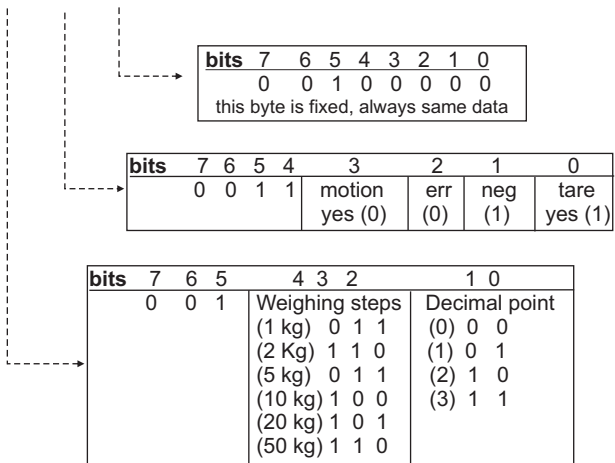 bits 7 6 5 4 3 2 1 0
0 0 1 0 0 0 0 0
this byte is fixed, always same data
bits 7 6 5 4 3 2 1 0
0 0 1 1 motion err neg tare
yes (0) (0) (1) yes (1)
bits 7 6 5 4 3 2 1 0
0 0 1 Weighing steps Decimal point
(1 kg) 0 1 1 (0) 0 0
(2 Kg) 1 1 0 (1) 0 1
(5 kg) 0 1 1 (2) 1 0
(10 kg) 1 0 0 (3) 1 1
(20 kg) 1 0 1
(50 kg) 1 1 0